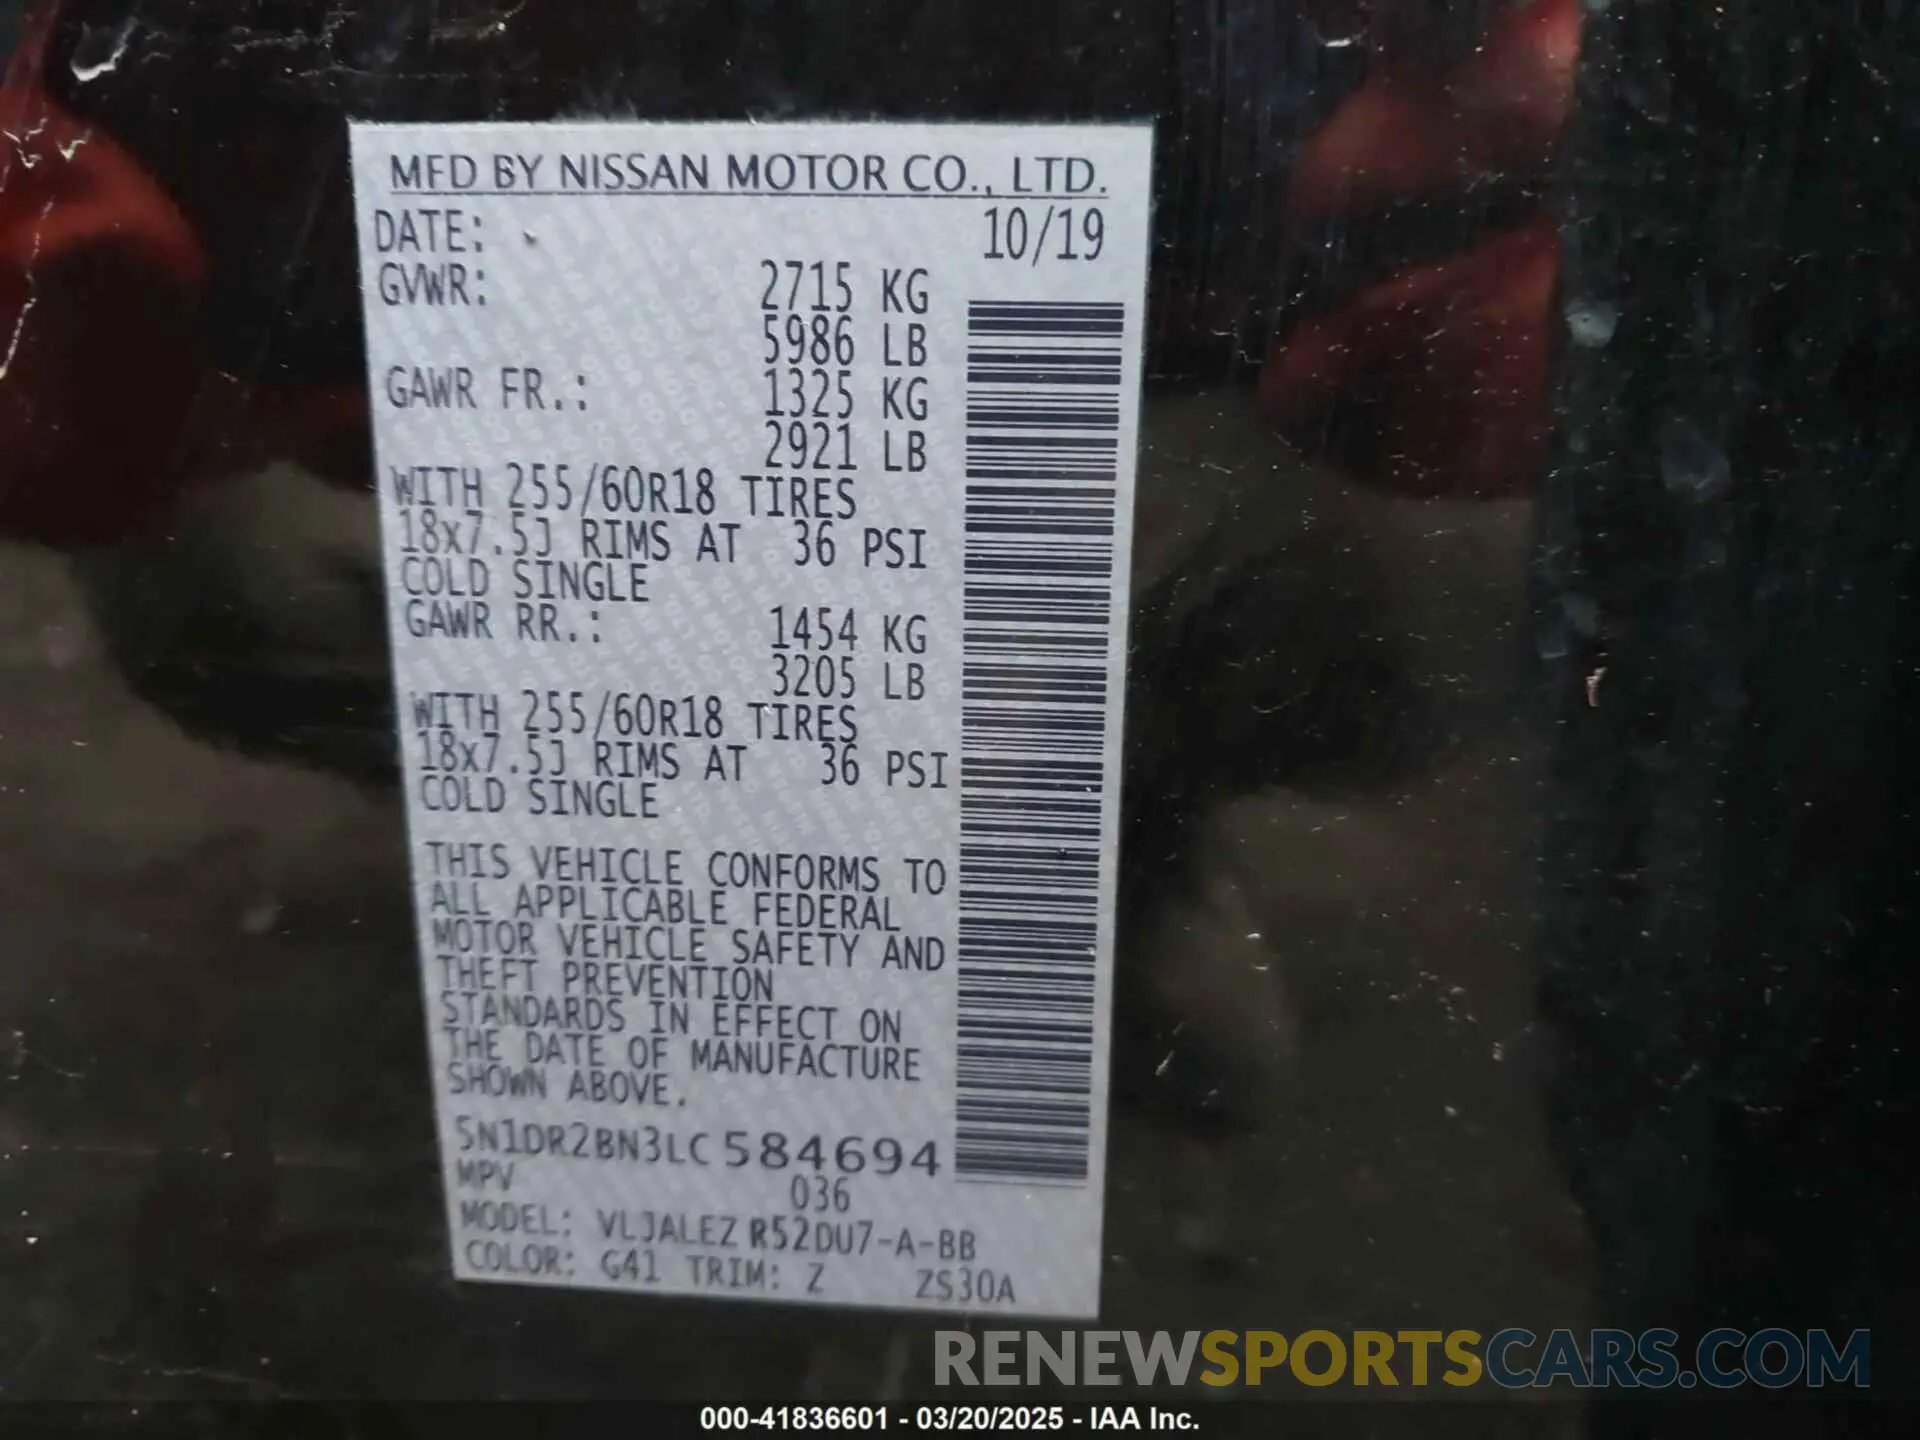 MFD BY NISSAN MOTOR CO., LTD.
DATE: 10/19
GVWR: 2715 KG
5986 LB
GAWR FR.: 1325 KG
2921 LB
WITH 255/60R18 TIRES
18x7.5J RIMS AT 36 PSI
COLD SINGLE
GAWR RR.: 1454 KG
3205 LB
WITH 255/60R18 TIRES
18x7.5J RIMS AT 36 PSI
COLD SINGLE
THIS VEHICLE CONFORMS TO
ALL APPLICABLE FEDERAL
MOTOR VEHICLE SAFETY AND
THEFT PREVENTION
STANDARDS IN EFFECT ON
THE DATE OF MANUFACTURE
SHOWN ABOVE.
5N1DR2BN3LC584694
MPV 036
MODEL: VLJALEZ R52DU7-A-BB
COLOR: G41 TRIM: Z ZS30A
RENEWSPORTSCARS.COM
000-41836601 - 03/20/2025 - IAA Inc.